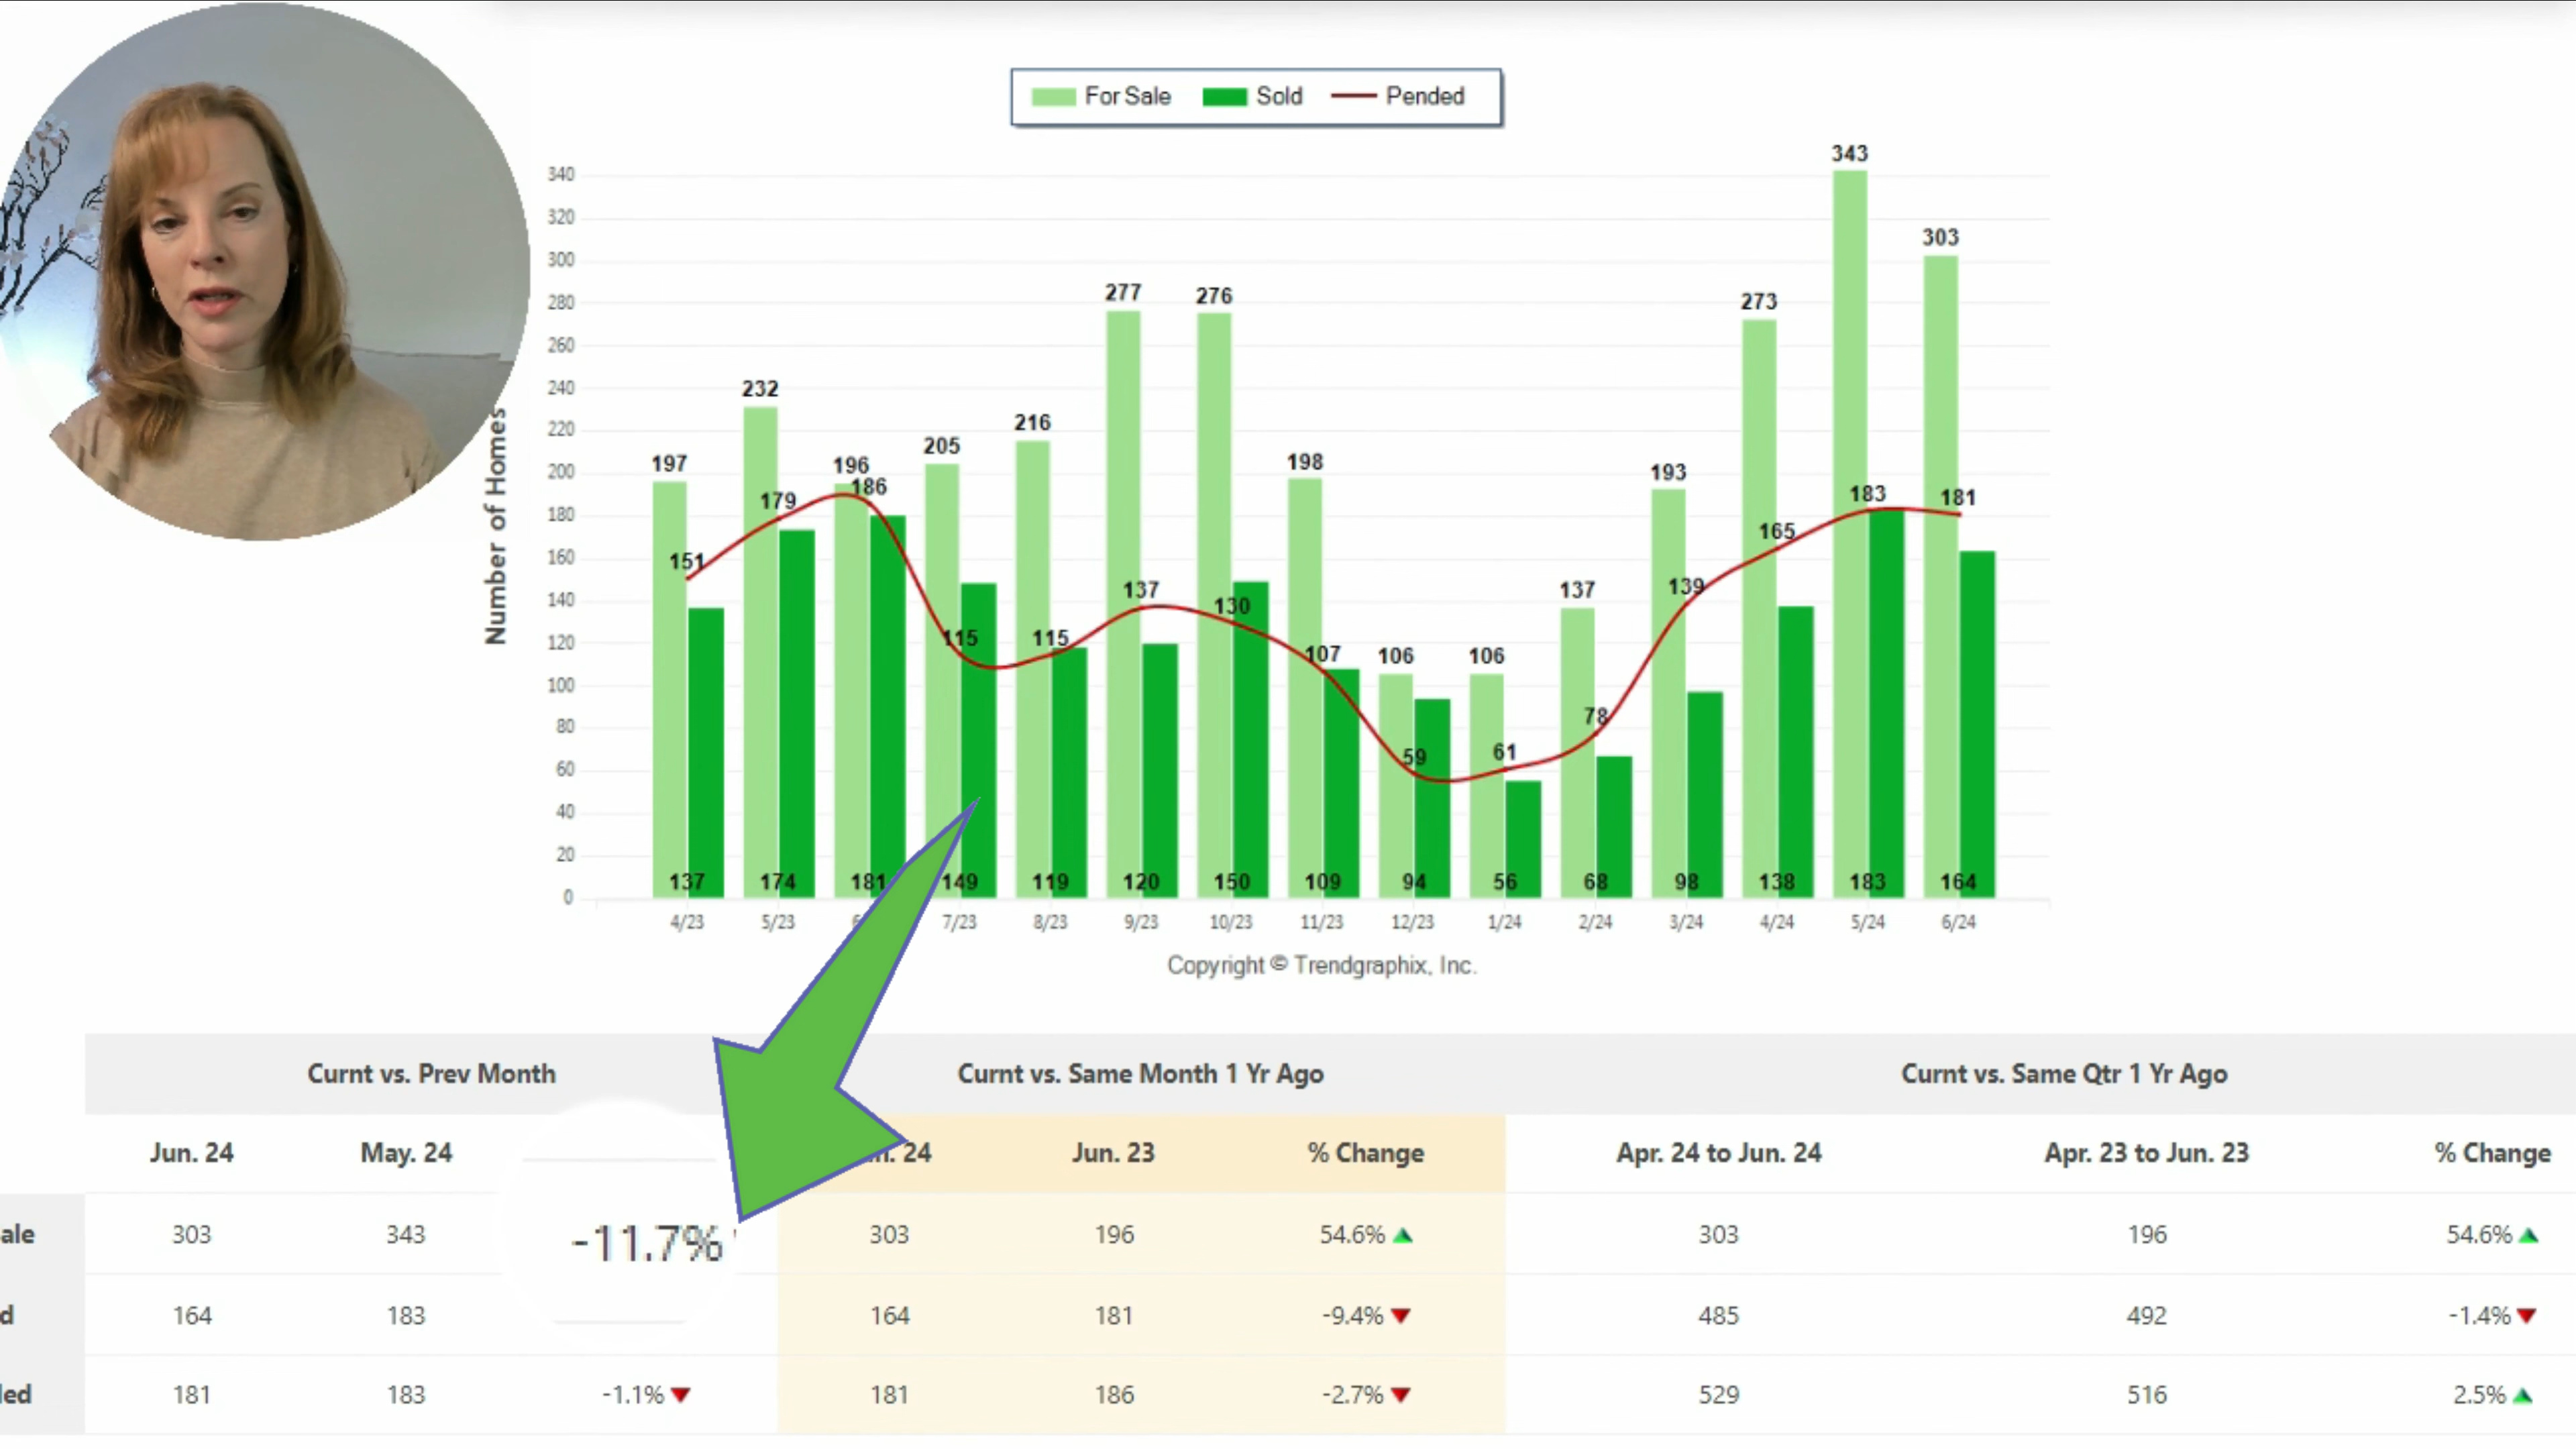 For Sale Sold Pended
Number of Homes
340
320
300
280
260
240
220
200
180
160
140
120
100
80
60
40
20
0
197 232 196 205 216 277 276 198 106 106 137 193 273 343 303
151 179 186 115 115 137 130 107 59 61 78 139 165 183 181
137 174 181 149 119 120 150 109 94 56 68 98 138 183 164
4/23 5/23 7/23 8/23 9/23 10/23 11/23 12/23 1/24 2/24 3/24 4/24 5/24 6/24
Copyright © Trendgraphix, Inc.
Curnt vs. Prev Month Curnt vs. Same Month 1 Yr Ago Curnt vs. Same Qtr 1 Yr Ago
Jun. 24 May. 24 24 Jun. 23 % Change Apr. 24 to Jun. 24 Apr. 23 to Jun. 23 % Change
ale 303 343 -11.7% 303 196 54.6% 303 196 54.6%
d 164 183 164 181 -9.4% 485 492 -1.4%
led 181 183 -1.1% 181 186 -2.7% 529 516 2.5%